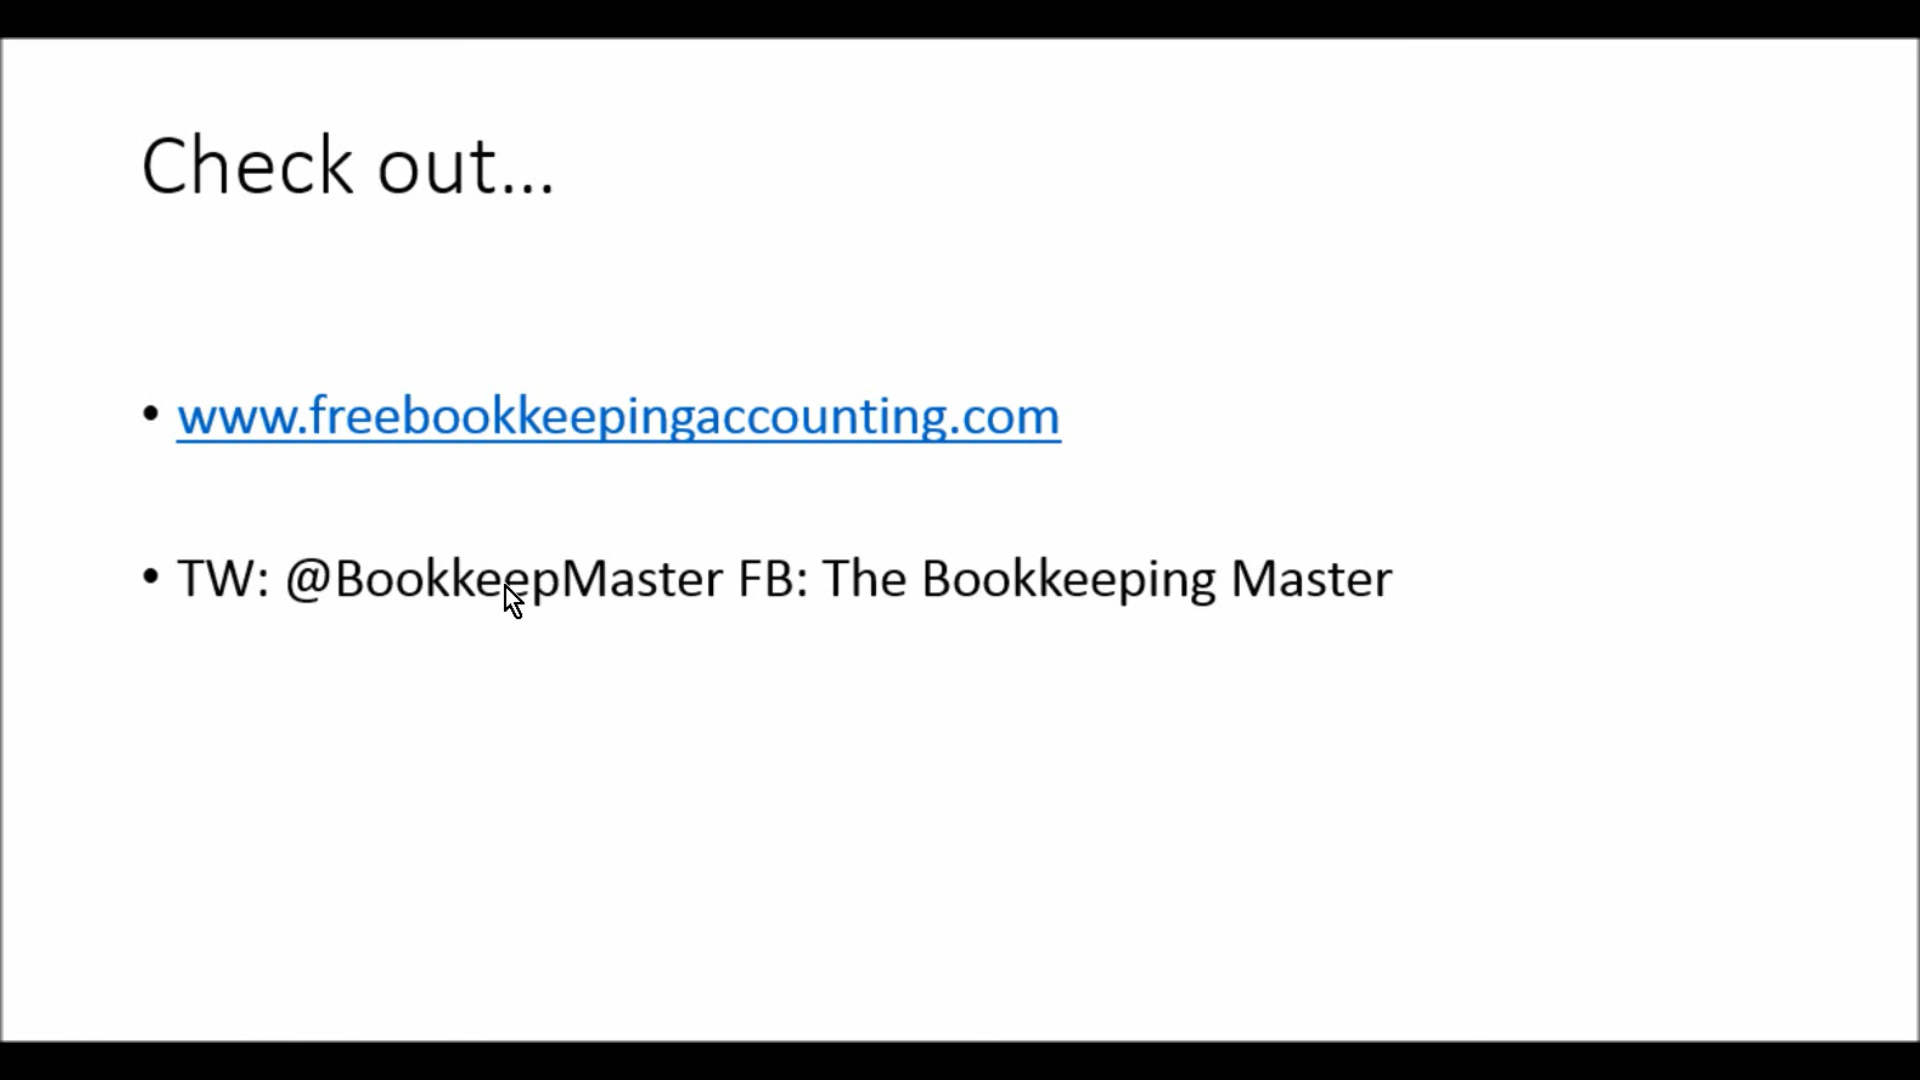 Check out...
• www.freebookkeepingaccounting.com
• TW: @BookkeepMaster FB: The Bookkeeping Master